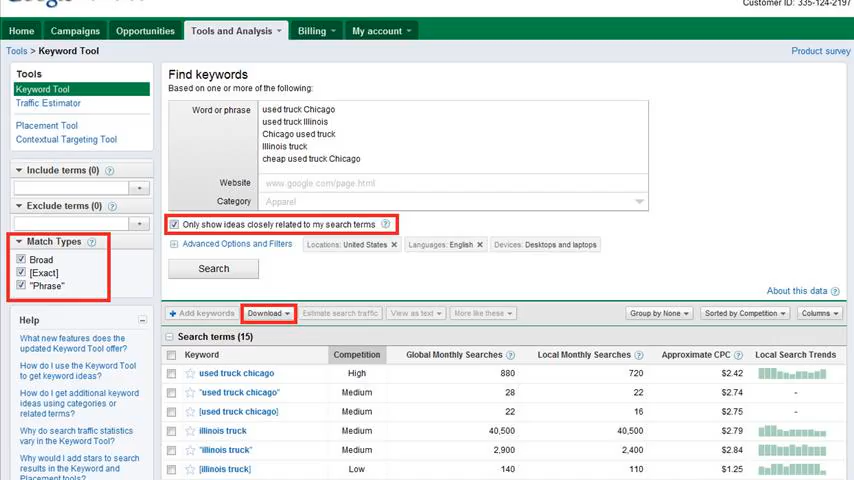 Customer ID: 335-124-2197
Home Campaigns Opportunities Tools and Analysis Billing My account
Tools > Keyword Tool
Product survey
Tools
Keyword Tool
Traffic Estimator
Placement Tool
Contextual Targeting Tool
Include terms (0)
Exclude terms (0)
Match Types
Broad
[Exact]
"Phrase"
Help
What new features does the
updated Keyword Tool offer?
How do I use the Keyword Tool
to get keyword ideas?
How do I get additional keyword
ideas using categories or
related terms?
Why do search traffic statistics
vary in the Keyword Tool?
Why would I add stars to search
results in the Keyword and
Placement tools?
Find keywords
Based on one or more of the following:
Word or phrase
used truck Chicago
used truck Illinois
Chicago used truck
Illinois truck
cheap used truck Chicago
Website www.google.com/page.html
Category Apparel
Only show ideas closely related to my search terms
Advanced Options and Filters Locations: United States Languages: English Devices: Desktops and laptops
Search
About this data
Add keywords Download Estimate search traffic View as text More like these Group by None Sorted by Competition Columns
Search terms (15)
Keyword Competition Global Monthly Searches Local Monthly Searches Approximate CPC Local Search Trends
used truck chicago High 880 720 $2.42
"used truck chicago" Medium 28 22 $2.74 -
[used truck chicago] Medium 22 16 $2.75 -
illinois truck Medium 40,500 40,500 $2.79
"illinois truck" Medium 2,900 2,400 $2.84
[illinois truck] Low 140 110 $1.25